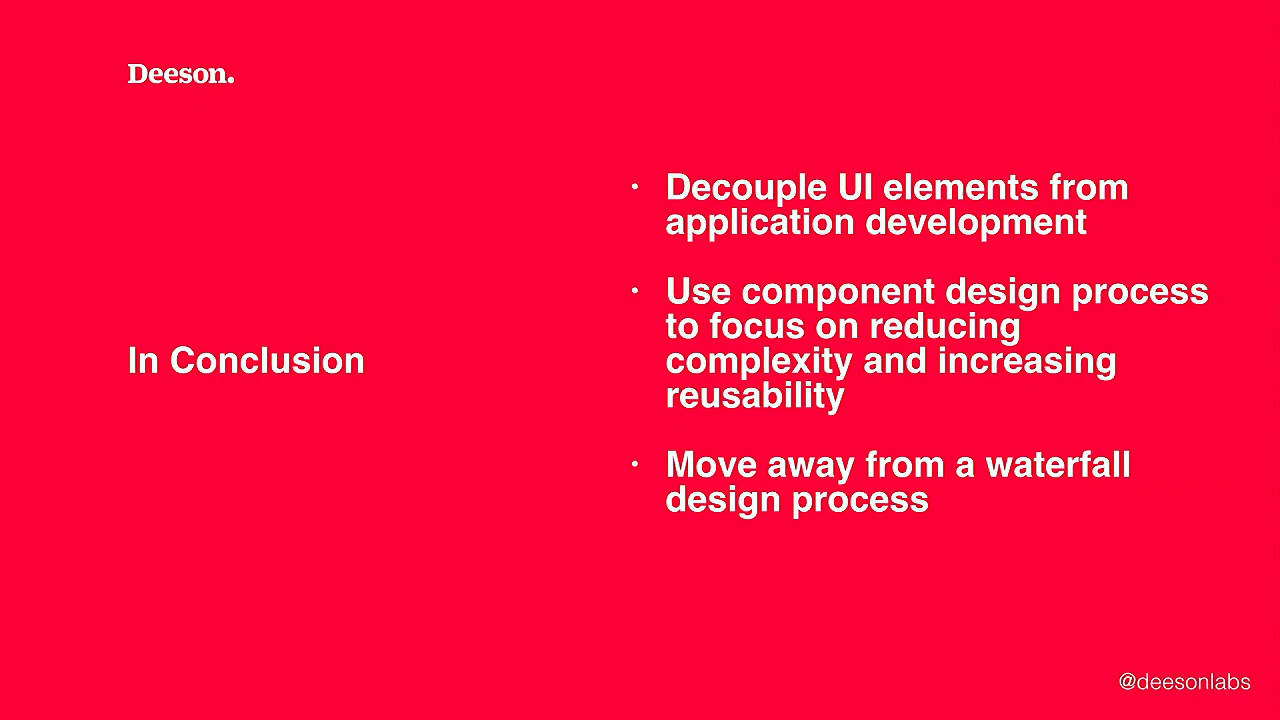 Deeson.
In Conclusion
· Decouple UI elements from
application development
· Use component design process
to focus on reducing
complexity and increasing
reusability
· Move away from a waterfall
design process
@deesonlabs